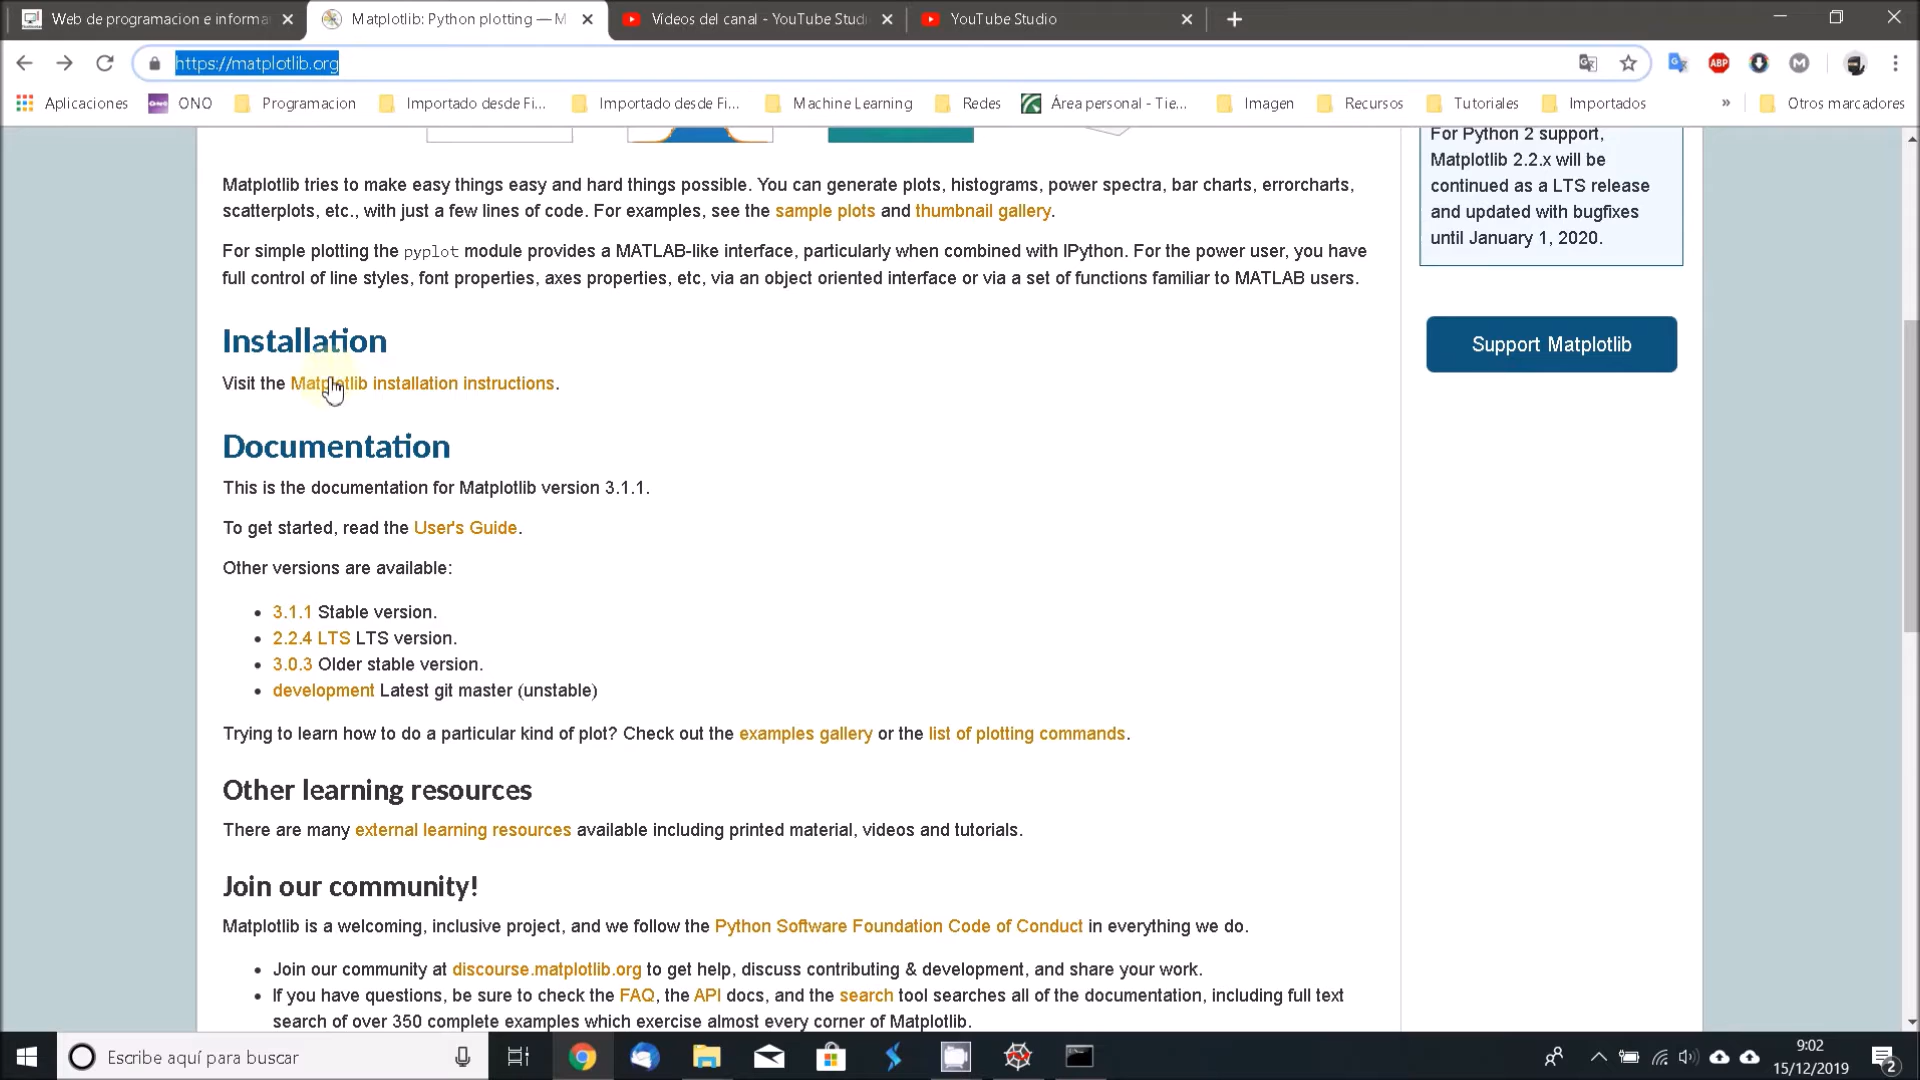 Web de programacion e informa
Matplotlib: Python plotting — M
Vídeos del canal - YouTube Studi
YouTube Studio
https://matplotlib.org
ABP
M
Aplicaciones
ONO
Programacion
Importado desde Fi...
Importado desde Fi...
Machine Learning
Redes
Área personal - Tie...
Imagen
Recursos
Tutoriales
Importados
»
Otros marcadores
For Python 2 support,
Matplotlib 2.2.x will be
continued as a LTS release
and updated with bugfixes
until January 1, 2020.
Support Matplotlib
Matplotlib tries to make easy things easy and hard things possible. You can generate plots, histograms, power spectra, bar charts, errorcharts,
scatterplots, etc., with just a few lines of code. For examples, see the sample plots and thumbnail gallery.
For simple plotting the pyplot module provides a MATLAB-like interface, particularly when combined with IPython. For the power user, you have
full control of line styles, font properties, axes properties, etc, via an object oriented interface or via a set of functions familiar to MATLAB users.
Installation
Visit the Matplotlib installation instructions.
Documentation
This is the documentation for Matplotlib version 3.1.1.
To get started, read the User's Guide.
Other versions are available:
• 3.1.1 Stable version.
• 2.2.4 LTS LTS version.
• 3.0.3 Older stable version.
• development Latest git master (unstable)
Trying to learn how to do a particular kind of plot? Check out the examples gallery or the list of plotting commands.
Other learning resources
There are many external learning resources available including printed material, videos and tutorials.
Join our community!
Matplotlib is a welcoming, inclusive project, and we follow the Python Software Foundation Code of Conduct in everything we do.
• Join our community at discourse.matplotlib.org to get help, discuss contributing & development, and share your work.
• If you have questions, be sure to check the FAQ, the API docs, and the search tool searches all of the documentation, including full text
search of over 350 complete examples which exercise almost every corner of Matplotlib.
Escribe aquí para buscar
9:02
15/12/2019
2